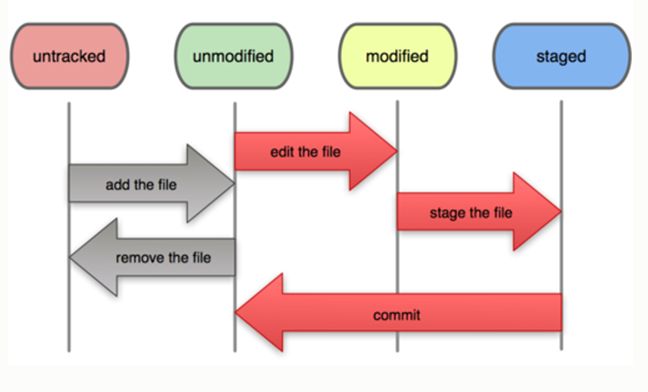 untracked
unmodified
modified
staged
edit the file
add the file
stage the file
remove the file
commit